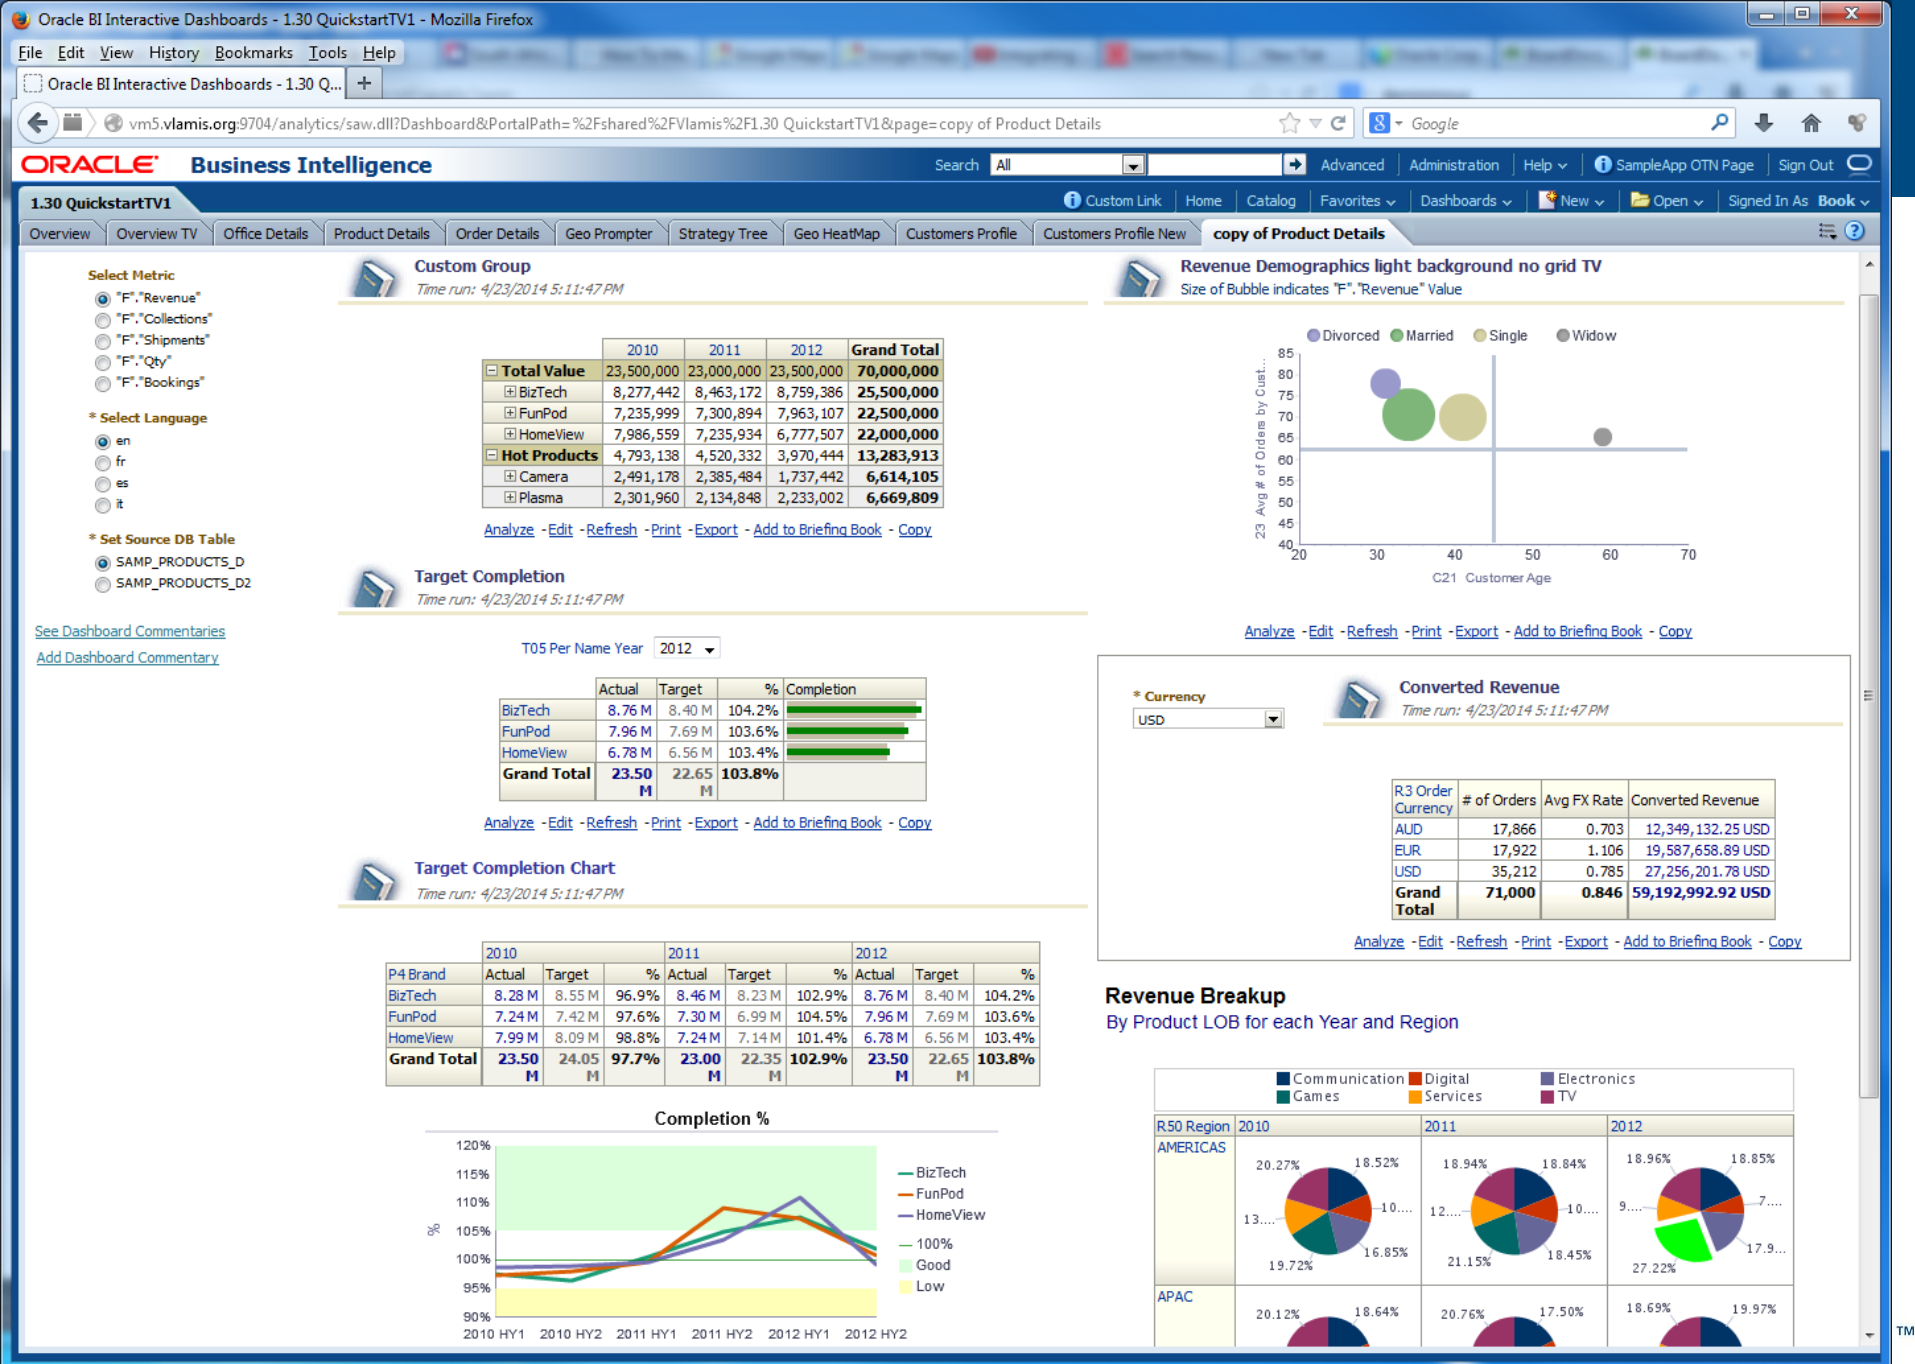 Oracle BI Interactive Dashboards - 1.30 QuickstartTV1 - Mozilla Firefox
File Edit View History Bookmarks Tools Help
Oracle BI Interactive Dashboards - 1.30 Q... +
vm5.vlamis.org:9704/analytics/saw.dll?Dashboard&PortalPath=%2Fshared%2FVlamis%2F1.30 QuickstartTV1&page=copy of Product Details
8 Google
ORACLE Business Intelligence
Search All Advanced Administration Help SampleApp OTN Page Sign Out
1.30 QuickstartTV1
Custom Link Home Catalog Favorites Dashboards New Open Signed In As Book
Overview Overview TV Office Details Product Details Order Details Geo Prompter Strategy Tree Geo HeatMap Customers Profile Customers Profile New copy of Product Details
Select Metric
"F"."Revenue"
"F"."Collections"
"F"."Shipments"
"F"."Qty"
"F"."Bookings"
* Select Language
en
fr
es
it
* Set Source DB Table
SAMP_PRODUCTS_D
SAMP_PRODUCTS_D2
See Dashboard Commentaries
Add Dashboard Commentary
Custom Group
Time run: 4/23/2014 5:11:47 PM
2010 2011 2012 Grand Total
Total Value 23,500,000 23,000,000 23,500,000 70,000,000
BizTech 8,277,442 8,463,172 8,759,386 25,500,000
FunPod 7,235,999 7,300,894 7,963,107 22,500,000
HomeView 7,986,559 7,235,934 6,777,507 22,000,000
Hot Products 4,793,138 4,520,332 3,970,444 13,283,913
Camera 2,491,178 2,385,484 1,737,442 6,614,105
Plasma 2,301,960 2,134,848 2,233,002 6,669,809
Analyze - Edit - Refresh - Print - Export - Add to Briefing Book - Copy
Target Completion
Time run: 4/23/2014 5:11:47 PM
T05 Per Name Year 2012
Actual Target % Completion
BizTech 8.76 M 8.40 M 104.2%
FunPod 7.96 M 7.69 M 103.6%
HomeView 6.78 M 6.56 M 103.4%
Grand Total 23.50 M 22.65 M 103.8%
Analyze - Edit - Refresh - Print - Export - Add to Briefing Book - Copy
Target Completion Chart
Time run: 4/23/2014 5:11:47 PM
2010 2011 2012
P4 Brand Actual Target % Actual Target % Actual Target %
BizTech 8.28 M 8.55 M 96.9% 8.46 M 8.23 M 102.9% 8.76 M 8.40 M 104.2%
FunPod 7.24 M 7.42 M 97.6% 7.30 M 6.99 M 104.5% 7.96 M 7.69 M 103.6%
HomeView 7.99 M 8.09 M 98.8% 7.24 M 7.14 M 101.4% 6.78 M 6.56 M 103.4%
Grand Total 23.50 M 24.05 M 97.7% 23.00 M 22.35 M 102.9% 23.50 M 22.65 M 103.8%
Completion %
120%
115%
110%
105%
100%
95%
90%
%
2010 HY1 2010 HY2 2011 HY1 2011 HY2 2012 HY1 2012 HY2
BizTech
FunPod
HomeView
100%
Good
Low
Revenue Demographics light background no grid TV
Size of Bubble indicates "F"."Revenue" Value
Divorced Married Single Widow
23 Avg # of Orders by Cust...
85
80
75
70
65
60
55
50
45
40
20 30 40 50 60 70
C21 Customer Age
Analyze - Edit - Refresh - Print - Export - Add to Briefing Book - Copy
* Currency
USD
Converted Revenue
Time run: 4/23/2014 5:11:47 PM
R3 Order Currency # of Orders Avg FX Rate Converted Revenue
AUD 17,866 0.703 12,349,132.25 USD
EUR 17,922 1.106 19,587,658.89 USD
USD 35,212 0.785 27,256,201.78 USD
Grand Total 71,000 0.846 59,192,992.92 USD
Analyze - Edit - Refresh - Print - Export - Add to Briefing Book - Copy
Revenue Breakup
By Product LOB for each Year and Region
Communication Digital Electronics
Games Services TV
R50 Region 2010 2011 2012
AMERICAS
20.27% 18.52% 10.... 16.85% 19.72% 13....
18.94% 18.84% 10.... 18.45% 21.15% 12....
18.96% 18.85% 7.... 17.9... 27.22% 9....
APAC
20.12% 18.64% 20.76% 17.50% 18.69% 19.97%
TM